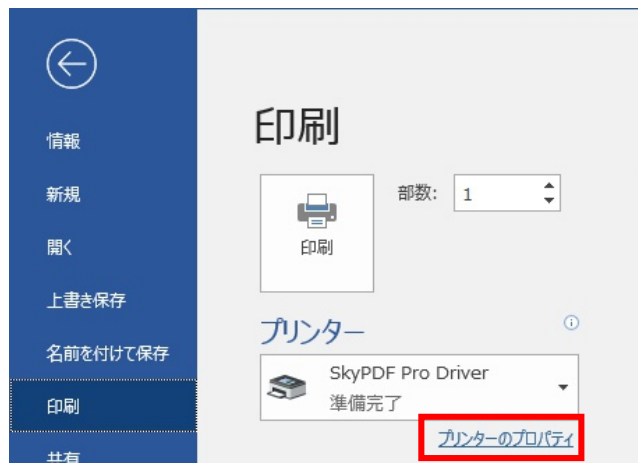 情報
新規
開く
上書き保存
名前を付けて保存
印刷
共有
印刷
印刷
部数: 1
プリンター
SkyPDF Pro Driver
準備完了
プリンターのプロパティ